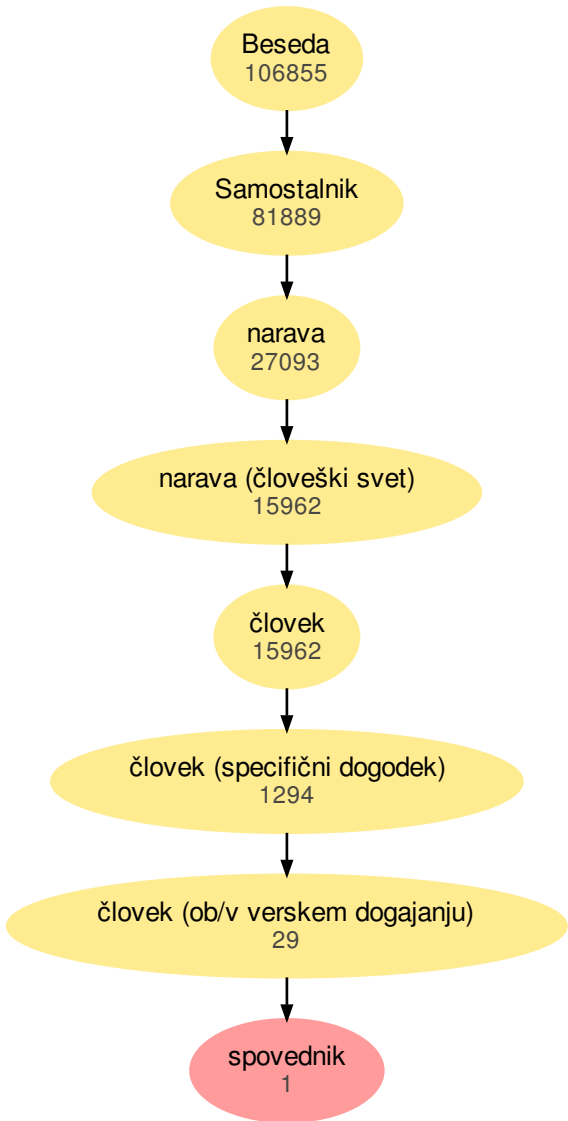 Beseda
106855
Samostalnik
81889
narava
27093
narava (človeški svet)
15962
človek
15962
človek (specifični dogodek)
1294
človek (ob/v verskem dogajanju)
29
spovednik
1